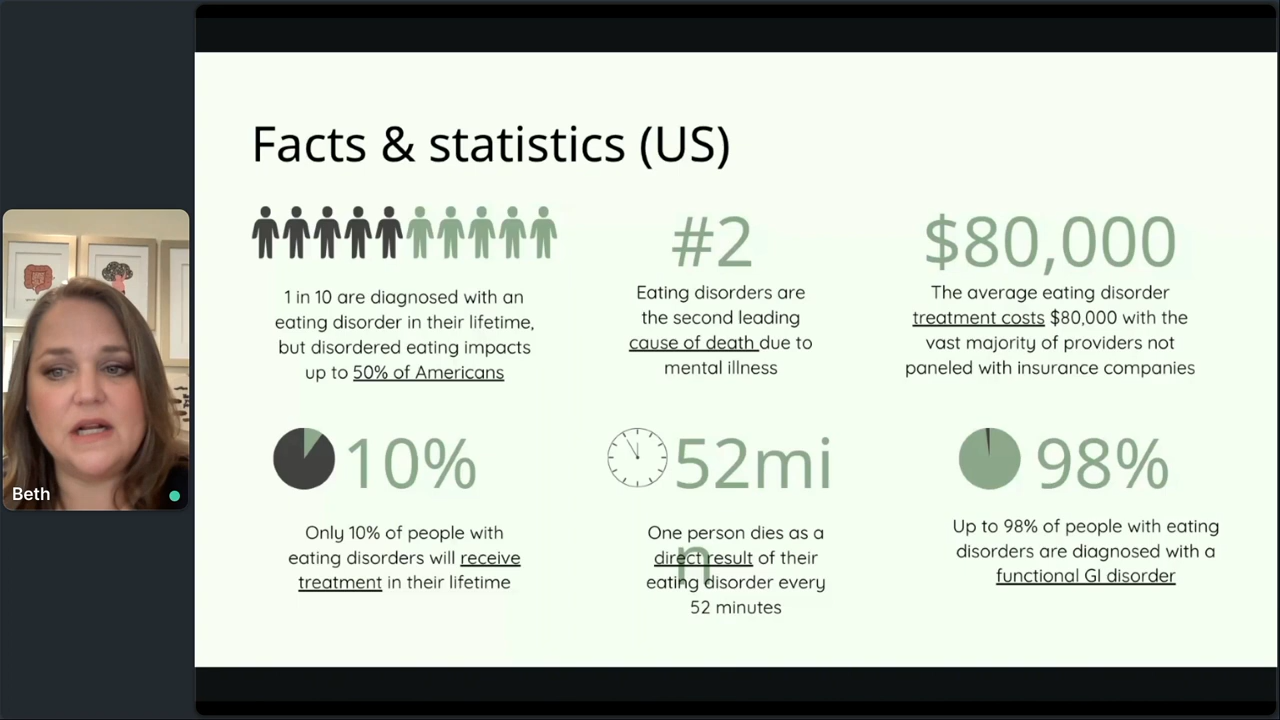 Facts & statistics (US)
1 in 10 are diagnosed with an
eating disorder in their lifetime,
but disordered eating impacts
up to 50% of Americans
#2
Eating disorders are
the second leading
cause of death due to
mental illness
$80,000
The average eating disorder
treatment costs $80,000 with the
vast majority of providers not
paneled with insurance companies
10%
Only 10% of people with
eating disorders will receive
treatment in their lifetime
52mi
n
One person dies as a
direct result of their
eating disorder every
52 minutes
98%
Up to 98% of people with eating
disorders are diagnosed with a
functional GI disorder
Beth